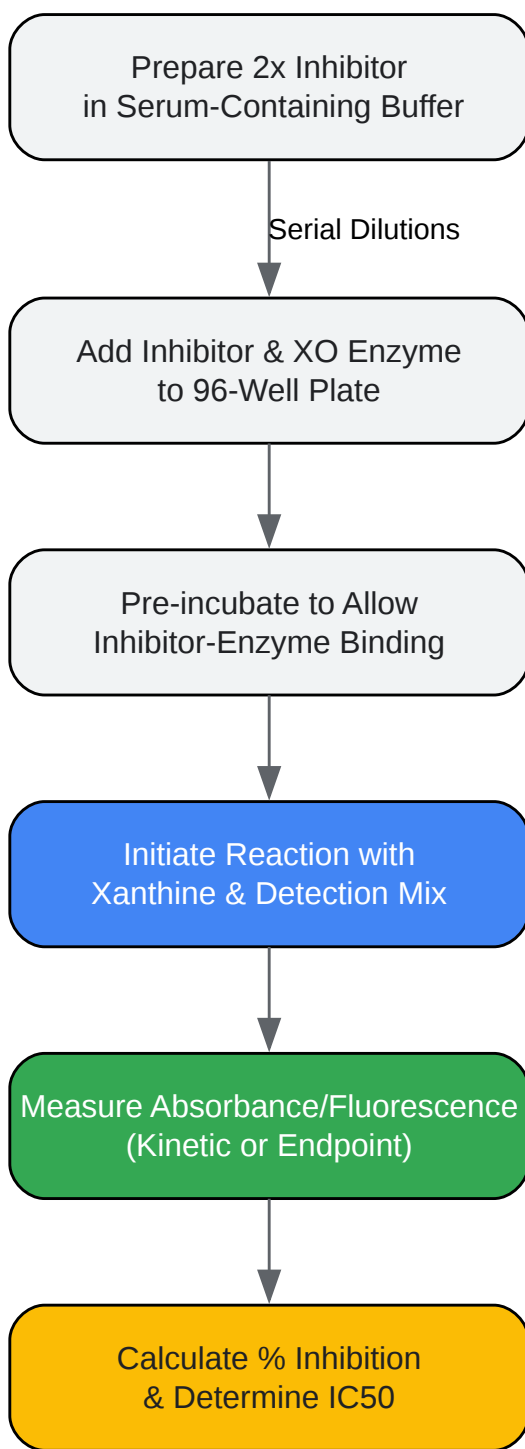 Prepare 2x Inhibitor
in Serum-Containing Buffer
Serial Dilutions
Add Inhibitor & XO Enzyme
to 96-Well Plate
Pre-incubate to Allow
Inhibitor-Enzyme Binding
Initiate Reaction with
Xanthine & Detection Mix
Measure Absorbance/Fluorescence
(Kinetic or Endpoint)
Calculate % Inhibition
& Determine IC50